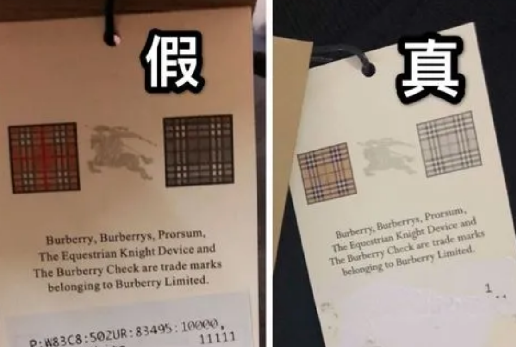 假
Burberry, Burberrys, Prorsum,
The Equestrian Knight Device and
The Burberry Check are trade marks
belonging to Burberry Limited.
P:W83C8:50ZUR:83495:10000,
11111
真
Burberry, Burberrys, Prorsum,
The Equestrian Knight Device and
The Burberry Check are trade marks
belonging to Burberry Limited.
1